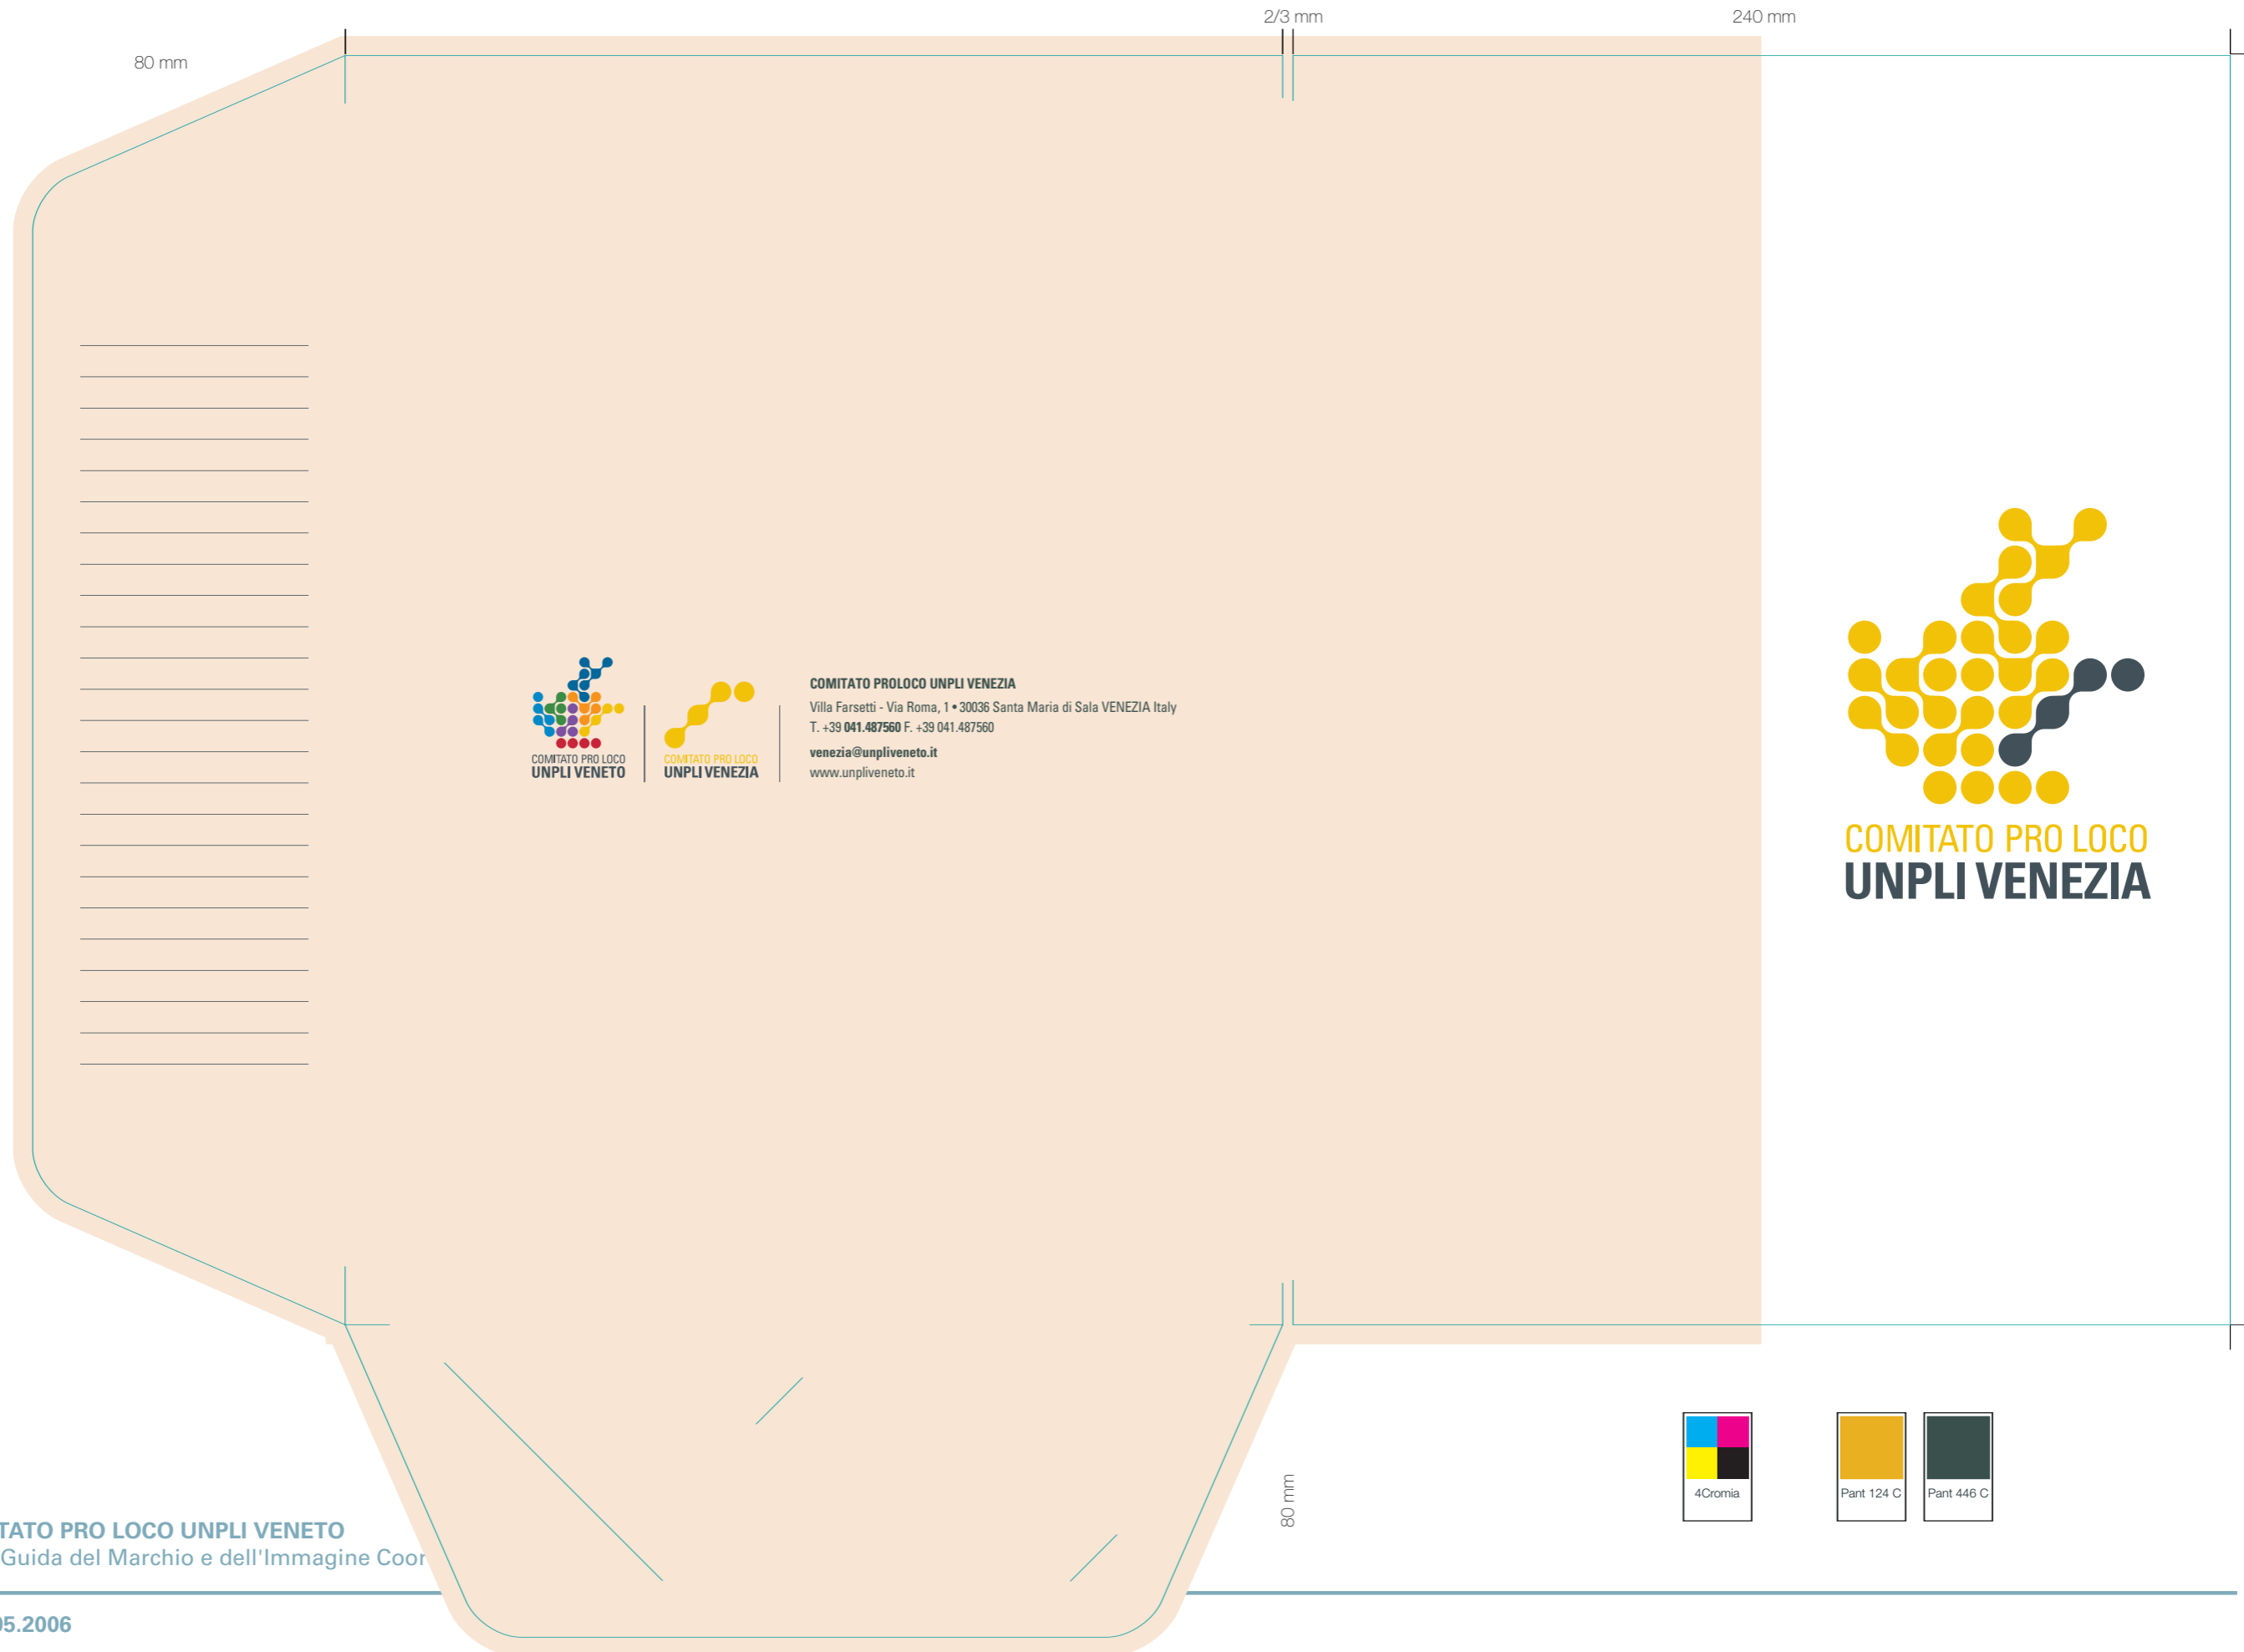 2/3 mm
240 mm
80 mm
COMITATO PRO LOCO
UNPLI VENETO
COMITATO PRO LOCO
UNPLI VENEZIA
COMITATO PROLOCO UNPLI VENEZIA
Villa Farsetti - Via Roma, 1 • 30036 Santa Maria di Sala VENEZIA Italy
T. +39 041.487560 F. +39 041.487560
venezia@unpliveneto.it
www.unpliveneto.it
COMITATO PRO LOCO
UNPLI VENEZIA
80 mm
4Cromia
Pant 124 C
Pant 446 C
TATO PRO LOCO UNPLI VENETO
Guida del Marchio e dell'Immagine Coor
05.2006